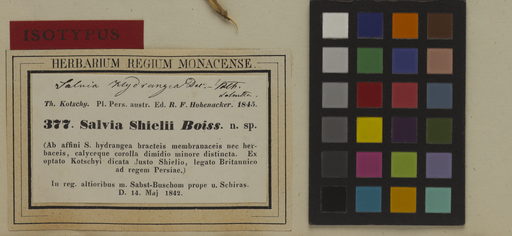 ISOTYPUS
HERBARIUM REGIUM MONACENSE.
Salvia Hydrangea Dec. Bth.
Th. Kotschy. Pl. Pers. austr. Ed. R. F. Hohenacker. 1845.
377. Salvia Shielii Boiss. n. sp.
(Ab affini S. hydrangea bracteis membranaceis nec her-
baceis, calyceque corolla dimidio minore distincta. Ex
optato Kotschyi dicata Justo Shielio, legato Britannico
ad regem Persiae,)
In reg. altioribus m. Sabst-Buschom prope u. Schiras.
D. 14. Maj 1842.